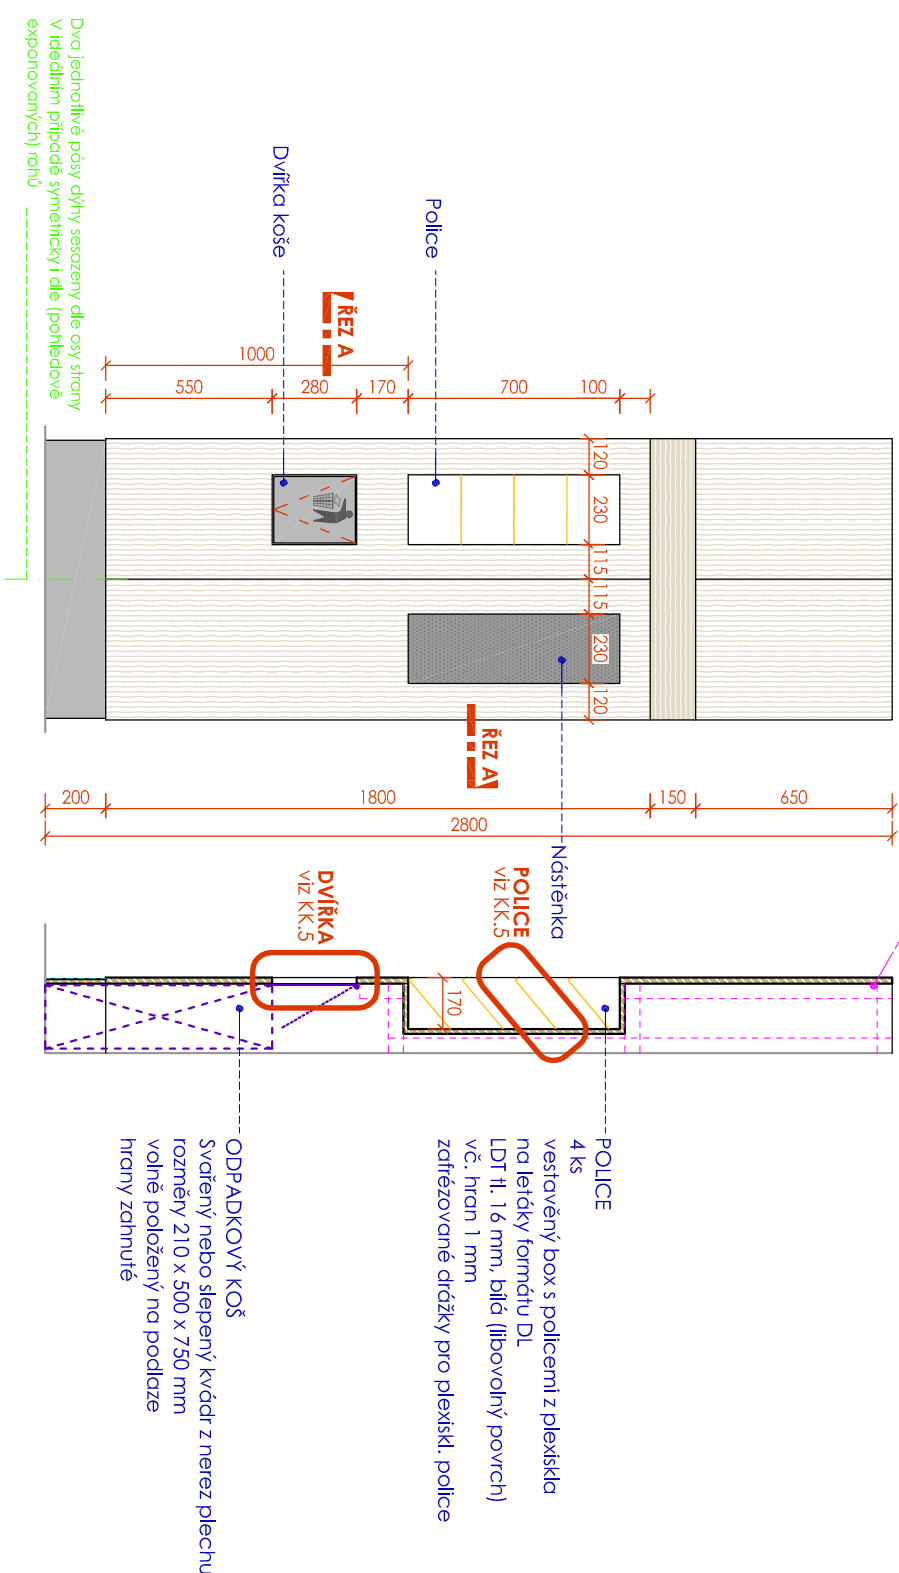 Dva jednotlivé pásy dýhy sesazeny dle osy strany
V ideálním případě symetricky i dle (pohledově
exponovaných) rohů
Dvířka koše
Police
ŘEZ A
1000
550
280
170
700
100
120
230
115
115
230
120
ŘEZ A
200
1800
150
650
2800
Nástěnka
DVÍŘKA
viz KK.5
POLICE
viz KK.5
170
POLICE
4 ks
vestavěný box s policemi z plexiskla
na letáky formátu DL
LDT tl. 16 mm, bílá (libovolný povrch)
vč. hran 1 mm
zafrézované drážky pro plexiskl. police
ODPADKOVÝ KOŠ
Svařený nebo slepený kvádr z nerez plechu
rozměry 210 x 500 x 750 mm
volně položený na podlaze
hrany zahnuté